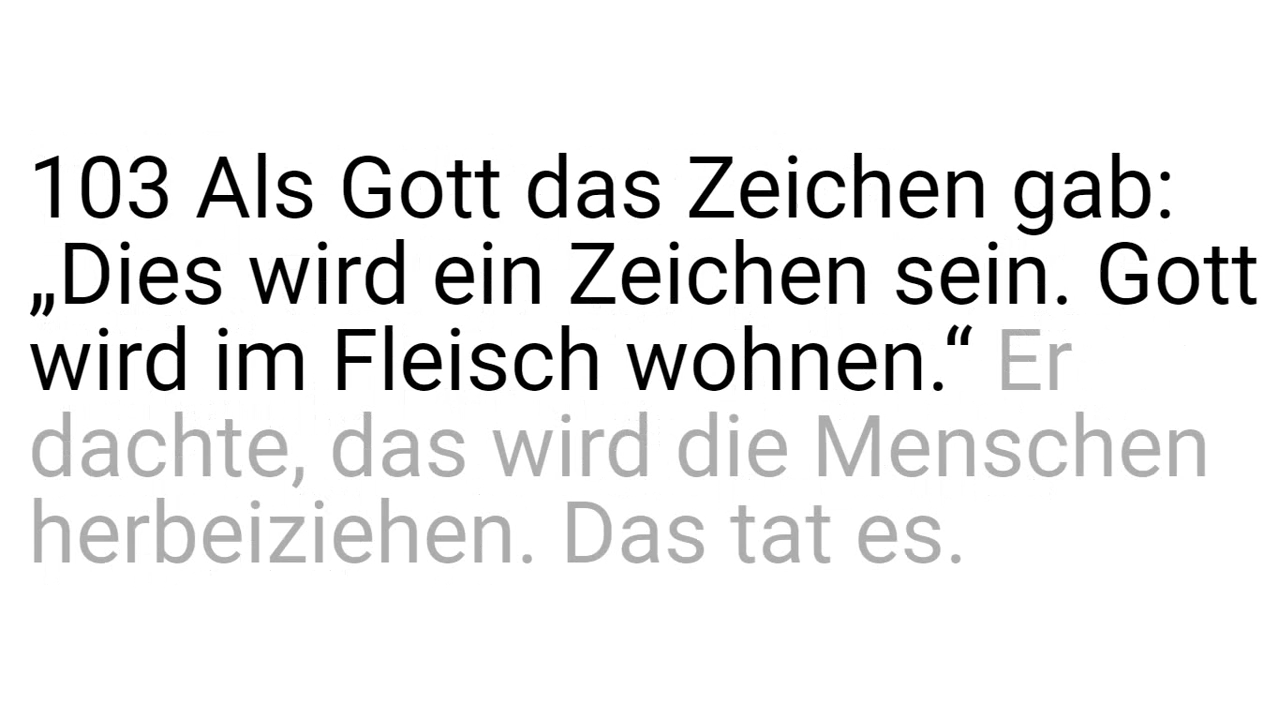 103 Als Gott das Zeichen gab:
„Dies wird ein Zeichen sein. Gott
wird im Fleisch wohnen.“ Er
dachte, das wird die Menschen
herbeiziehen. Das tat es.